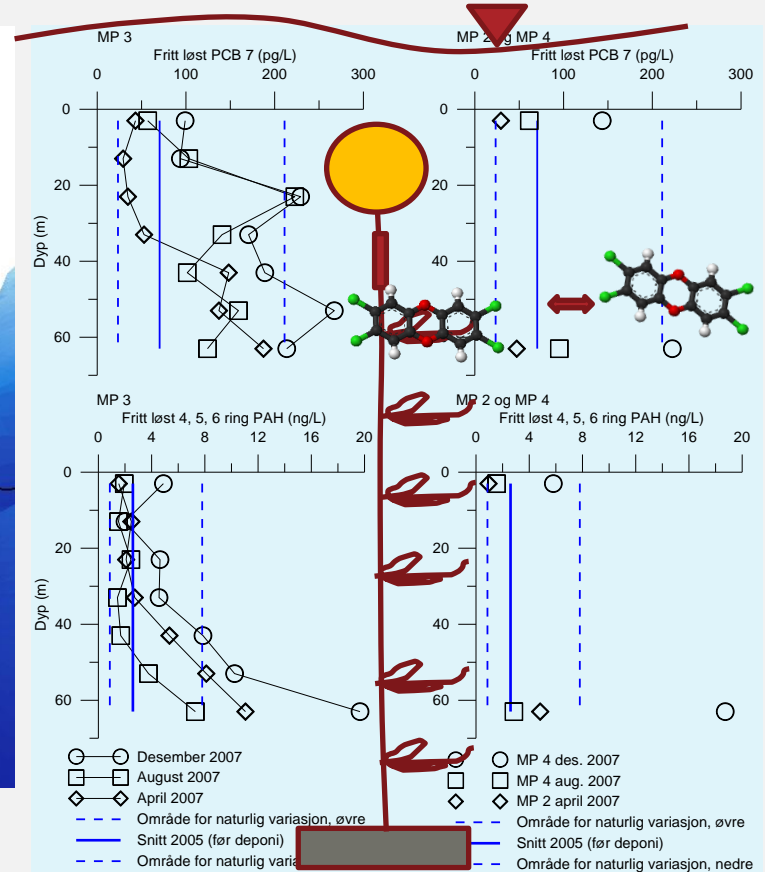 MP 3
Fritt løst PCB 7 (pg/L)
0 100 200 300
0
20
40
60
Dyp (m)
MP 2 og MP 4
Fritt løst PCB 7 (pg/L)
0 100 200 300
0
20
40
60
MP 3
Fritt løst 4, 5, 6 ring PAH (ng/L)
0 4 8 12 16 20
0
20
40
60
Dyp (m)
MP 2 og MP 4
Fritt løst 4, 5, 6 ring PAH (ng/L)
0 4 8 12 16 20
0
20
40
60
Desember 2007
August 2007
April 2007
Område for naturlig variasjon, øvre
Snitt 2005 (før deponi)
Område for naturlig
MP 4 des. 2007
MP 4 aug. 2007
MP 2 april 2007
Område for naturlig variasjon, øvre
Snitt 2005 (før deponi)
Område for naturlig variasjon, nedre